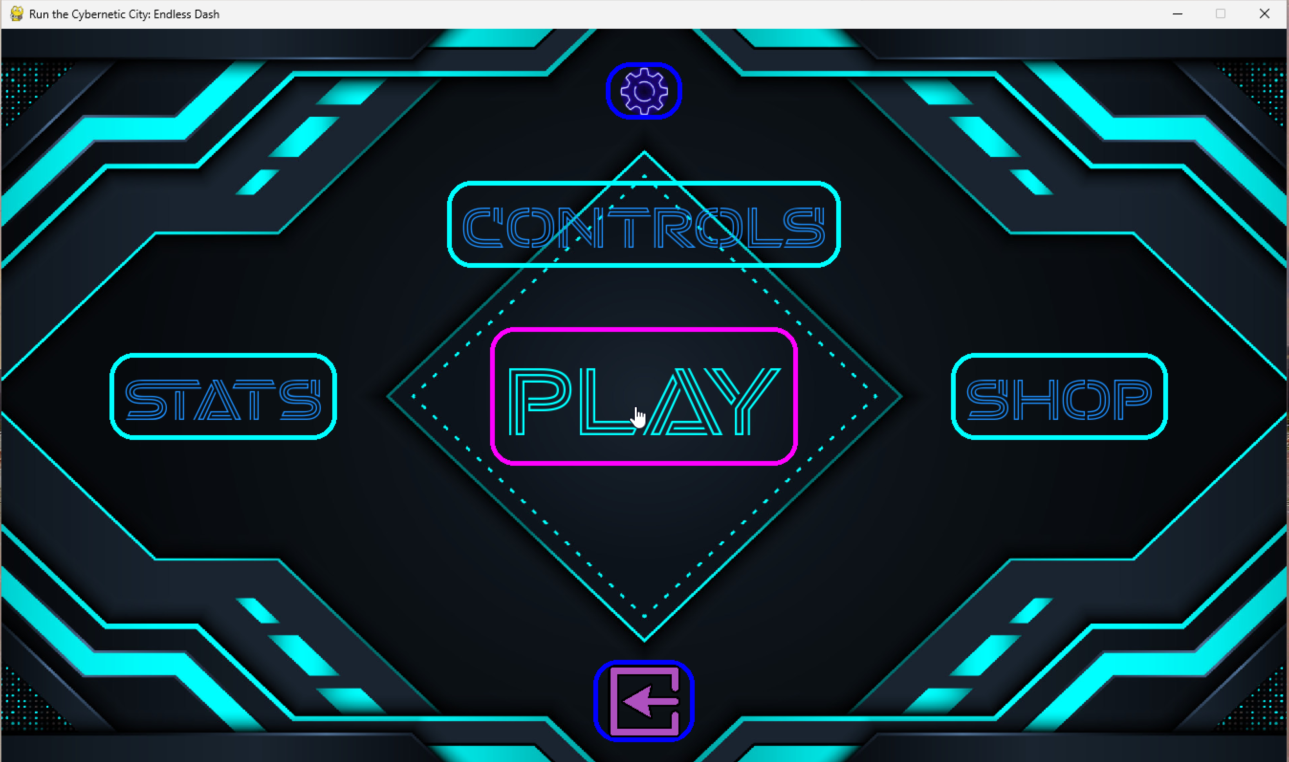 Run the Cybernetic City: Endless Dash
CONTROLS
PLAY
STATS
SHOP